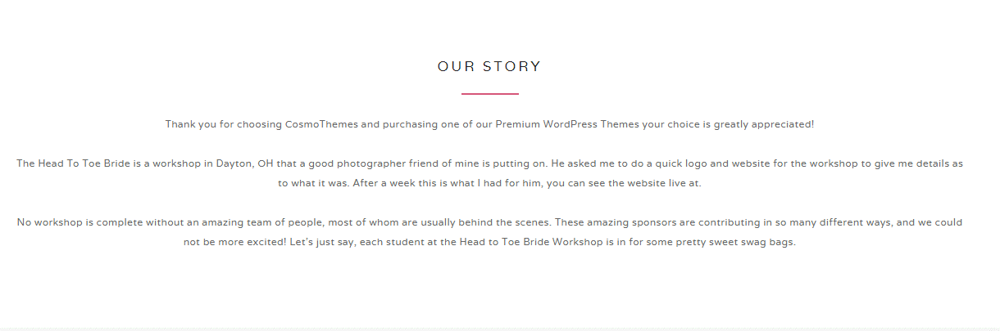 OUR STORY
Thank you for choosing CosmoThemes and purchasing one of our Premium WordPress Themes your choice is greatly appreciated!
The Head To Toe Bride is a workshop in Dayton, OH that a good photographer friend of mine is putting on. He asked me to do a quick logo and website for the workshop to give me details as
to what it was. After a week this is what I had for him, you can see the website live at.
No workshop is complete without an amazing team of people, most of whom are usually behind the scenes. These amazing sponsors are contributing in so many different ways, and we could
not be more excited! Let's just say, each student at the Head to Toe Bride Workshop is in for some pretty sweet swag bags.